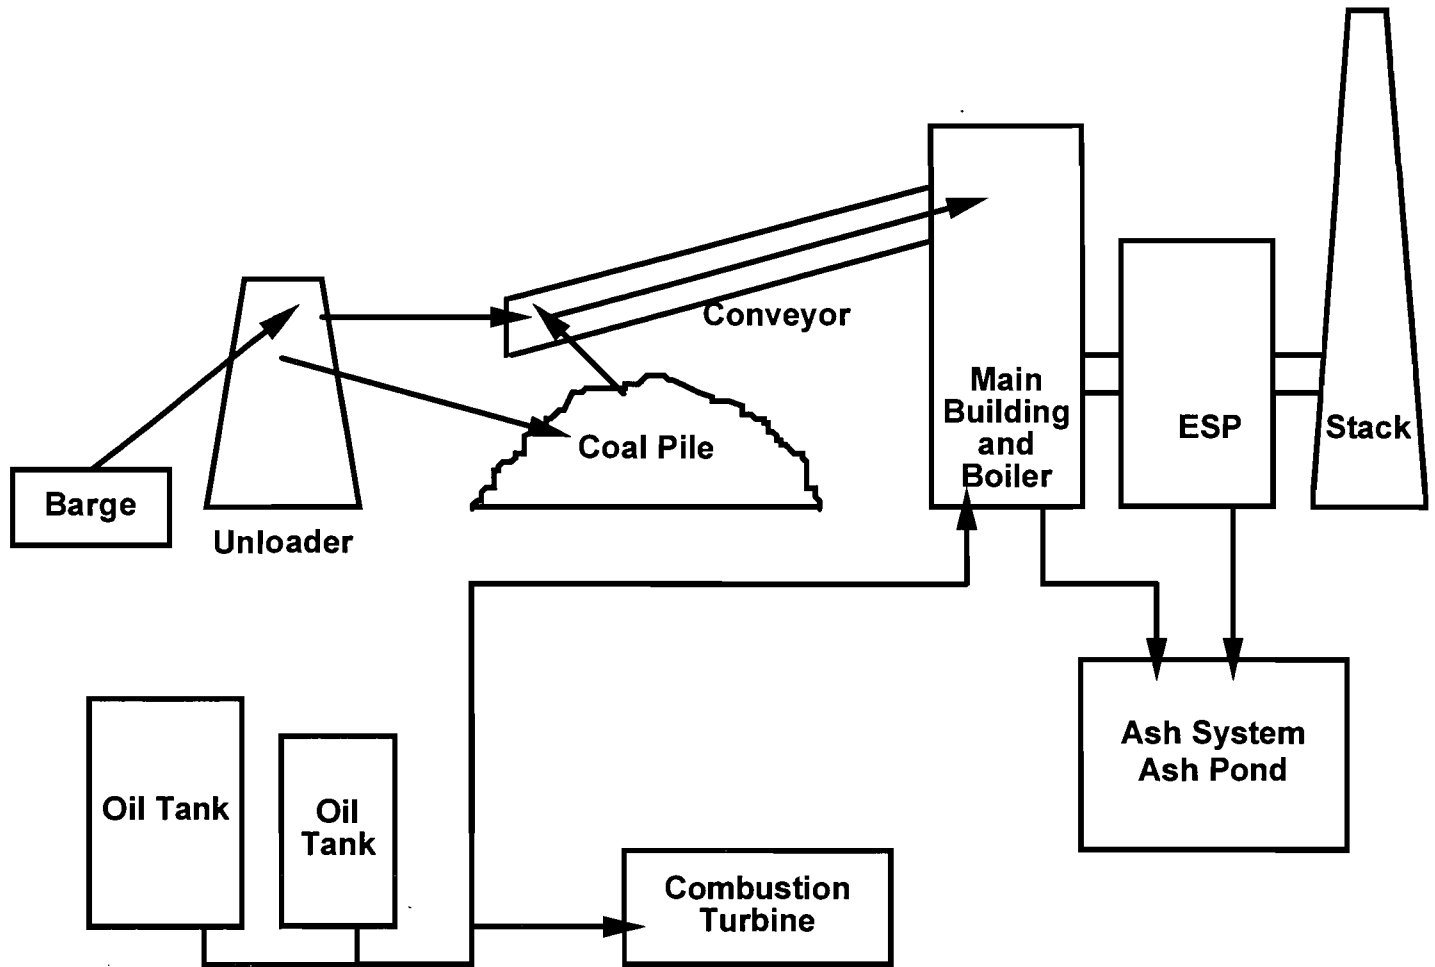 Conveyor
Main
Building
and
Boiler
ESP
Stack
Coal Pile
Barge
Unloader
Oil Tank
Oil
Tank
Ash System
Ash Pond
Combustion
Turbine